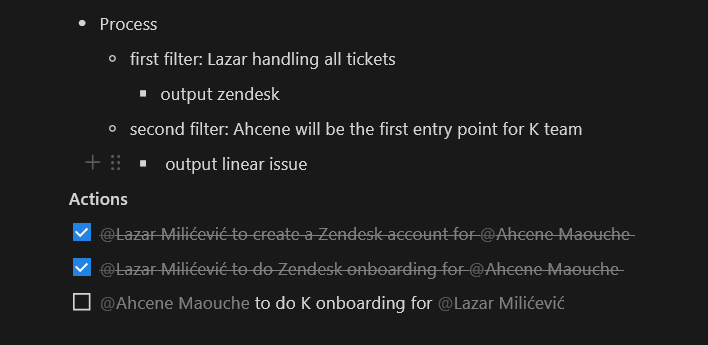 Process
first filter: Lazar handling all tickets
output zendesk
second filter: Ahcene will be the first entry point for K team
output linear issue
Actions
@Lazar Milićević to create a Zendesk account for @Ahcene Maouche
@Lazar Milićević to do Zendesk onboarding for @Ahcene Maouche
@Ahcene Maouche to do K onboarding for @Lazar Milićević